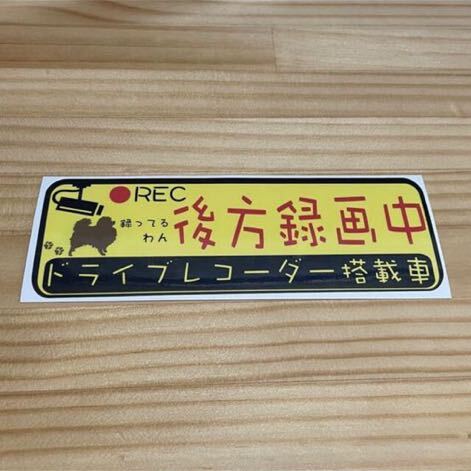 REC
録ってる
わん
後方録画中
ドライブレコーダー搭載車